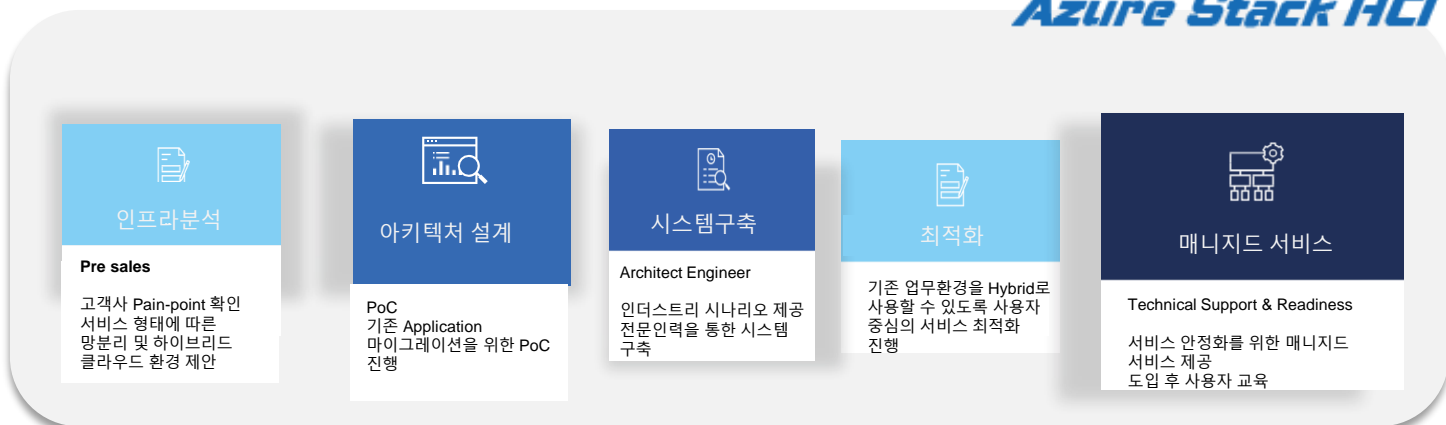 Azure Stack HCI
인프라분석
Pre sales
고객사 Pain-point 확인
서비스 형태에 따른
망분리 및 하이브리드
클라우드 환경 제안
아키텍처 설계
PoC
기존 Application
마이그레이션을 위한 PoC
진행
시스템구축
Architect Engineer
인더스트리 시나리오 제공
전문인력을 통한 시스템
구축
최적화
기존 업무환경을 Hybrid로
사용할 수 있도록 사용자
중심의 서비스 최적화
진행
매니지드 서비스
Technical Support & Readiness
서비스 안정화를 위한 매니지드
서비스 제공
도입 후 사용자 교육